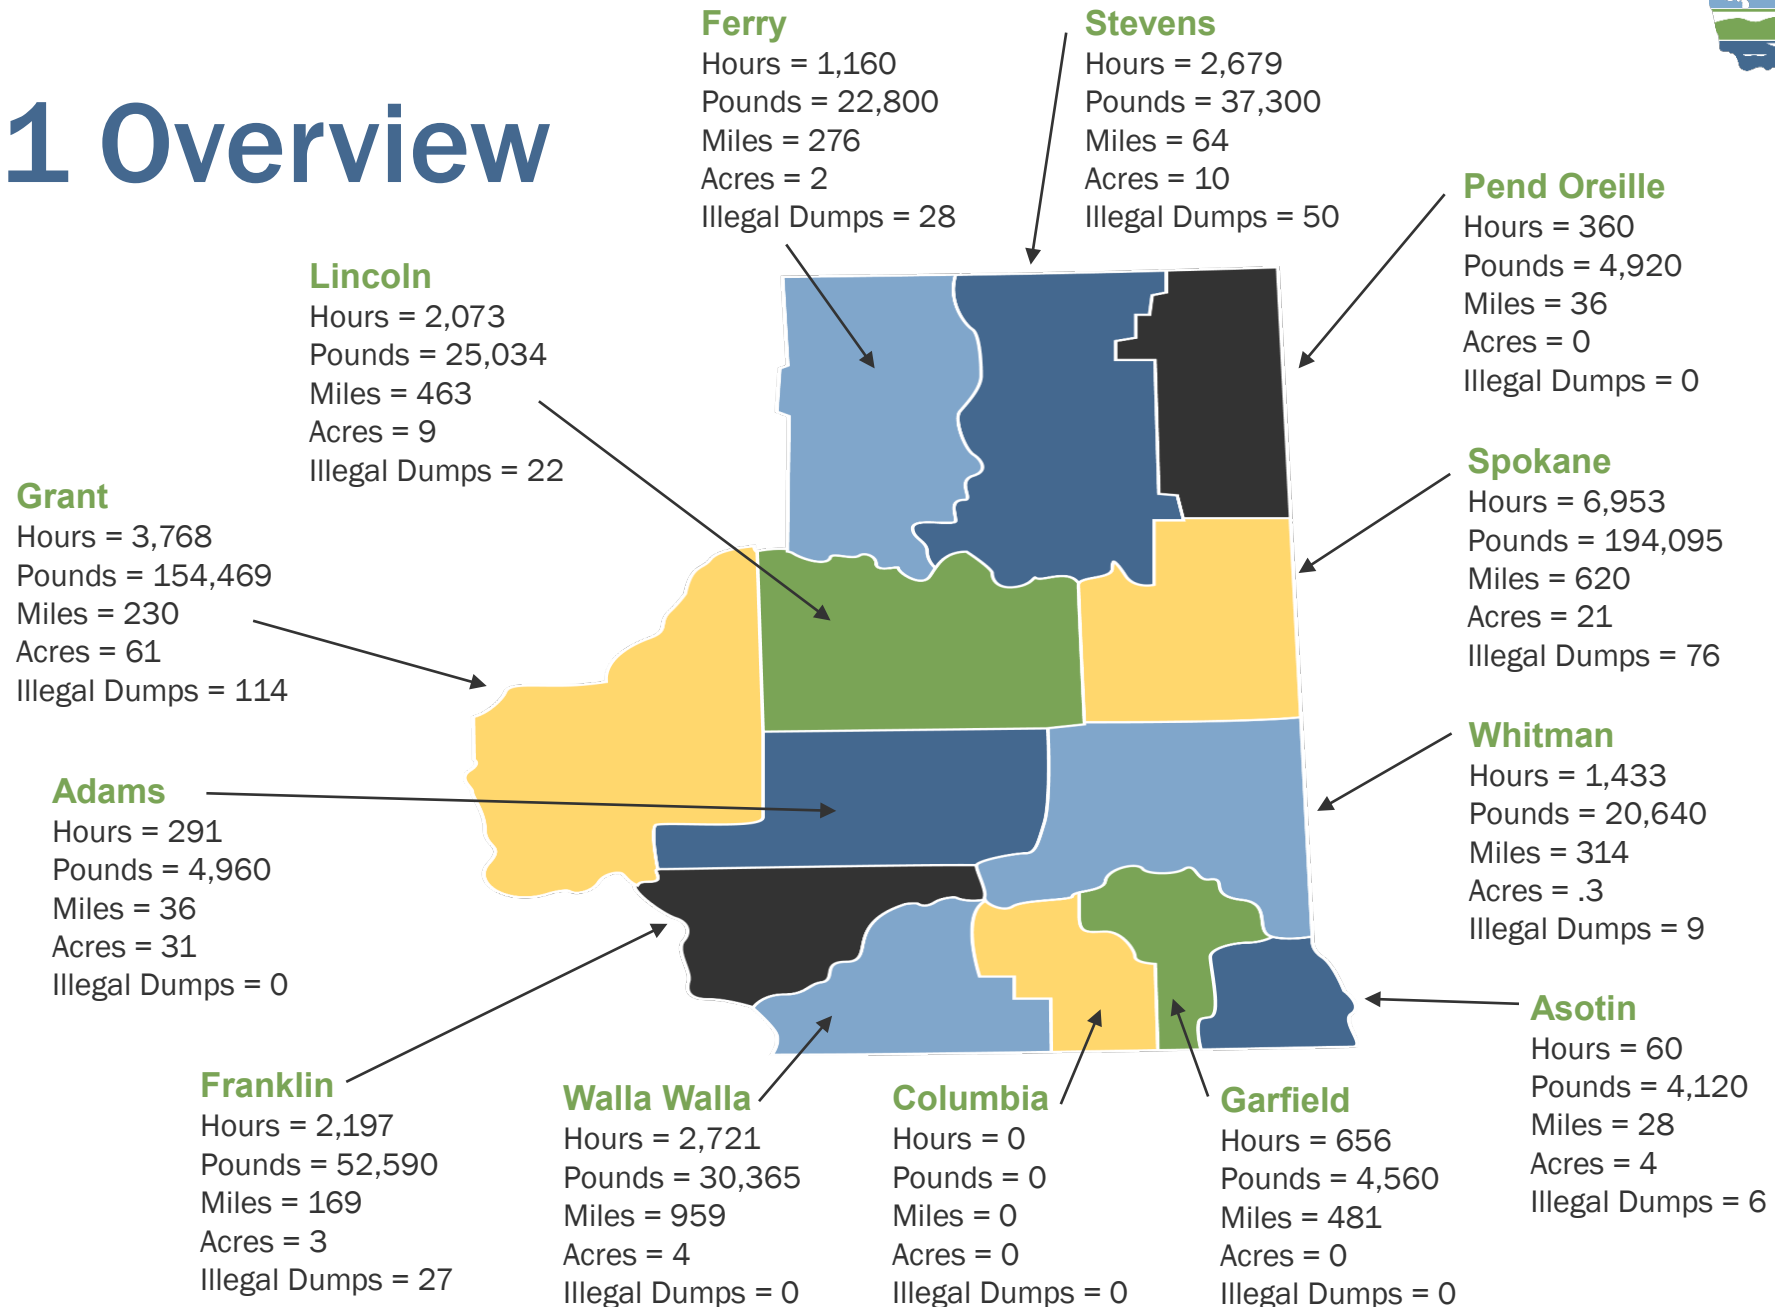 1 Overview
Ferry
Hours = 1,160
Pounds = 22,800
Miles = 276
Acres = 2
Illegal Dumps = 28
Stevens
Hours = 2,679
Pounds = 37,300
Miles = 64
Acres = 10
Illegal Dumps = 50
Pend Oreille
Hours = 360
Pounds = 4,920
Miles = 36
Acres = 0
Illegal Dumps = 0
Lincoln
Hours = 2,073
Pounds = 25,034
Miles = 463
Acres = 9
Illegal Dumps = 22
Spokane
Hours = 6,953
Pounds = 194,095
Miles = 620
Acres = 21
Illegal Dumps = 76
Grant
Hours = 3,768
Pounds = 154,469
Miles = 230
Acres = 61
Illegal Dumps = 114
Whitman
Hours = 1,433
Pounds = 20,640
Miles = 314
Acres = .3
Illegal Dumps = 9
Adams
Hours = 291
Pounds = 4,960
Miles = 36
Acres = 31
Illegal Dumps = 0
Asotin
Hours = 60
Pounds = 4,120
Miles = 28
Acres = 4
Illegal Dumps = 6
Franklin
Hours = 2,197
Pounds = 52,590
Miles = 169
Acres = 3
Illegal Dumps = 27
Walla Walla
Hours = 2,721
Pounds = 30,365
Miles = 959
Acres = 4
Illegal Dumps = 0
Columbia
Hours = 0
Pounds = 0
Miles = 0
Acres = 0
Illegal Dumps = 0
Garfield
Hours = 656
Pounds = 4,560
Miles = 481
Acres = 0
Illegal Dumps = 0